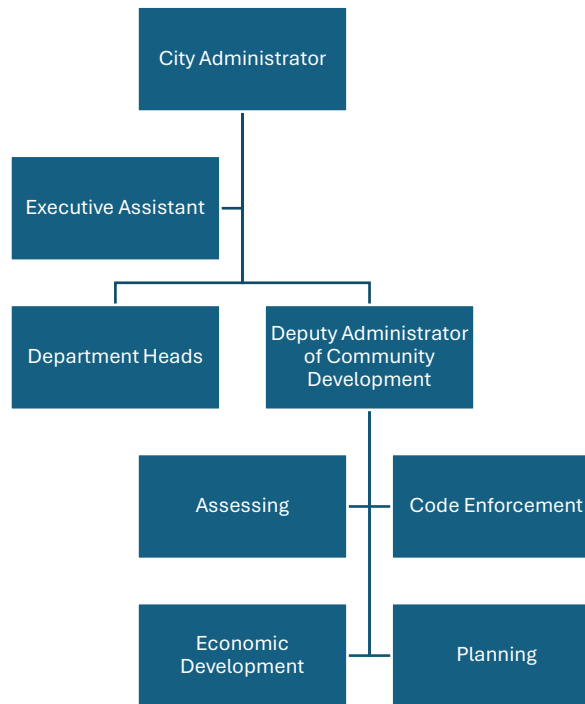 City Administrator
Executive Assistant
Department Heads
Deputy Administrator
of Community
Development
Assessing
Code Enforcement
Economic
Development
Planning